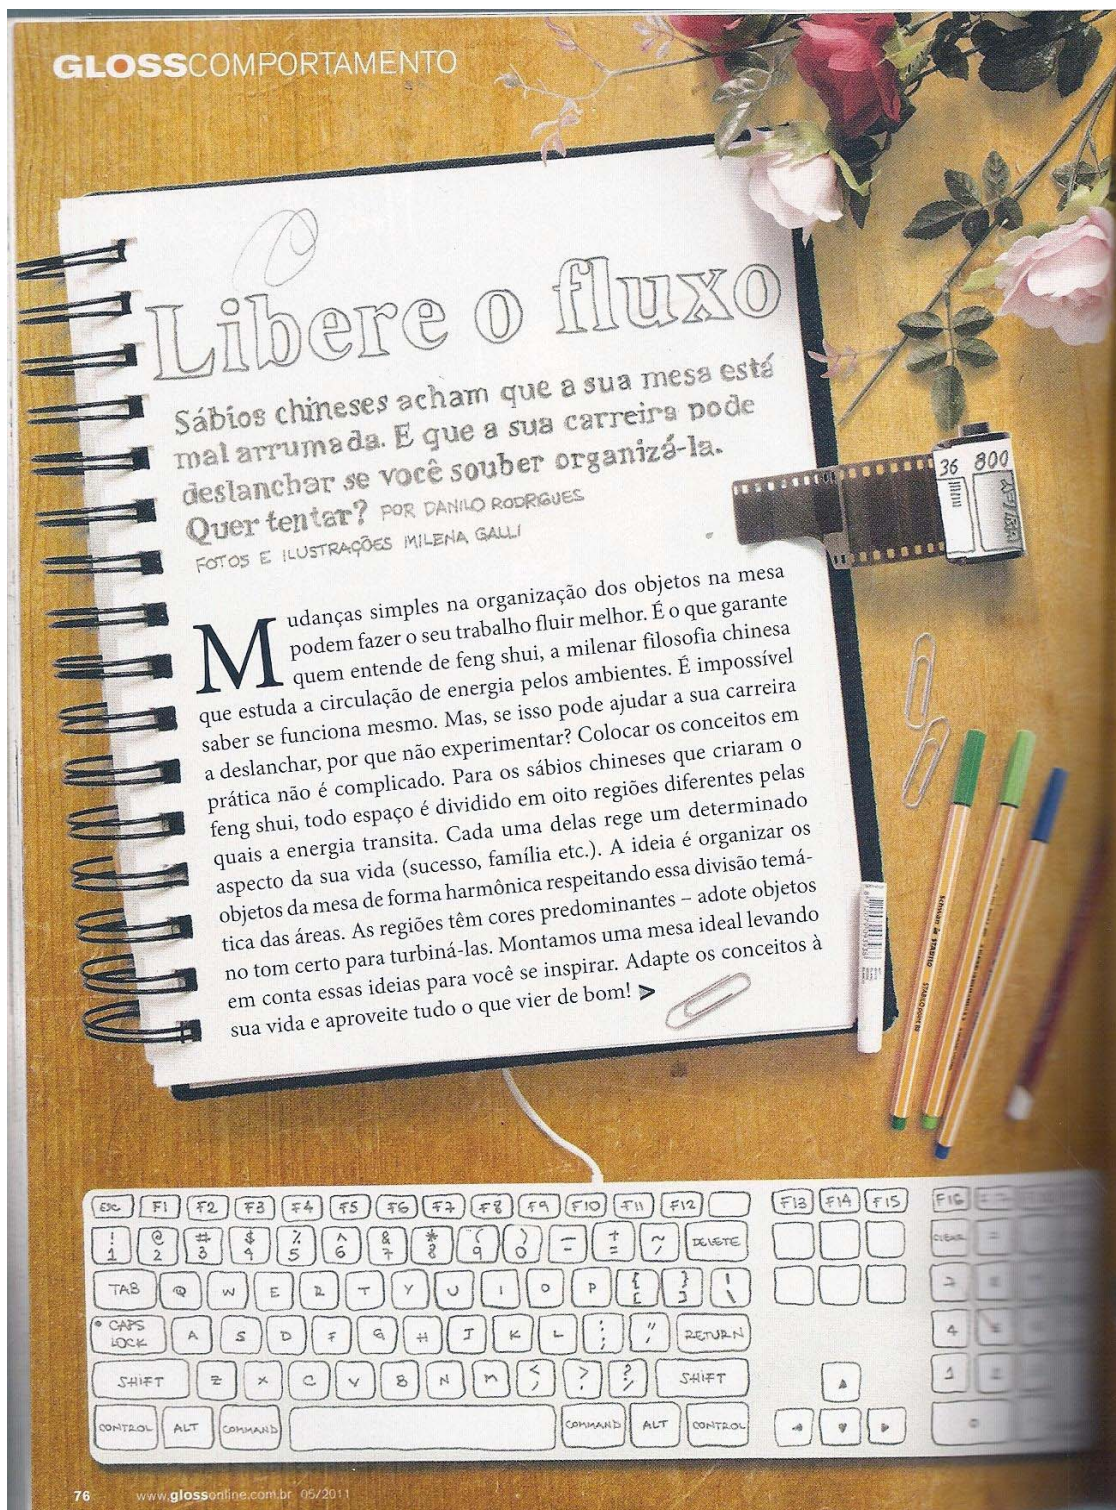 GLOSSCOMPORTAMENTO
Libere o fluxo
Sábios chineses acham que a sua mesa está
mal arrumada. E que a sua carreira pode
deslanchar se você souber organizá-la.
Quer tentar? POR DANILO RODRIGUES
FOTOS E ILUSTRAÇÕES MILENA GALLI
36 800
Mudanças simples na organização dos objetos na mesa
podem fazer o seu trabalho fluir melhor. É o que garante
quem entende de feng shui, a milenar filosofia chinesa
que estuda a circulação de energia pelos ambientes. É impossível
saber se funciona mesmo. Mas, se isso pode ajudar a sua carreira
a deslanchar, por que não experimentar? Colocar os conceitos em
prática não é complicado. Para os sábios chineses que criaram o
feng shui, todo espaço é dividido em oito regiões diferentes pelas
quais a energia transita. Cada uma delas rege um determinado
aspecto da sua vida (sucesso, família etc.). A ideia é organizar os
objetos da mesa de forma harmônica respeitando essa divisão temá-
tica das áreas. As regiões têm cores predominantes – adote objetos
no tom certo para turbiná-las. Montamos uma mesa ideal levando
em conta essas ideias para você se inspirar. Adapte os conceitos à
sua vida e aproveite tudo o que vier de bom! >
ESC F1 F2 F3 F4 F5 F6 F7 F8 F9 F10 F11 F12 F13 F14 F15 F16
! @ # $ % ^ & * ( ) – + ~ DELETE CLEAR =
1 2 3 4 5 6 7 8 9 0 - = /
TAB Q W E R T Y U I O P { } | 7
[ ] \
CAPS LOCK A S D F G H J K L : ; " ' RETURN 4
SHIFT Z X C V B N M < , > . ? / SHIFT 1
CONTROL ALT COMMAND COMMAND ALT CONTROL 0
76 www.glossonline.com.br 05/2011